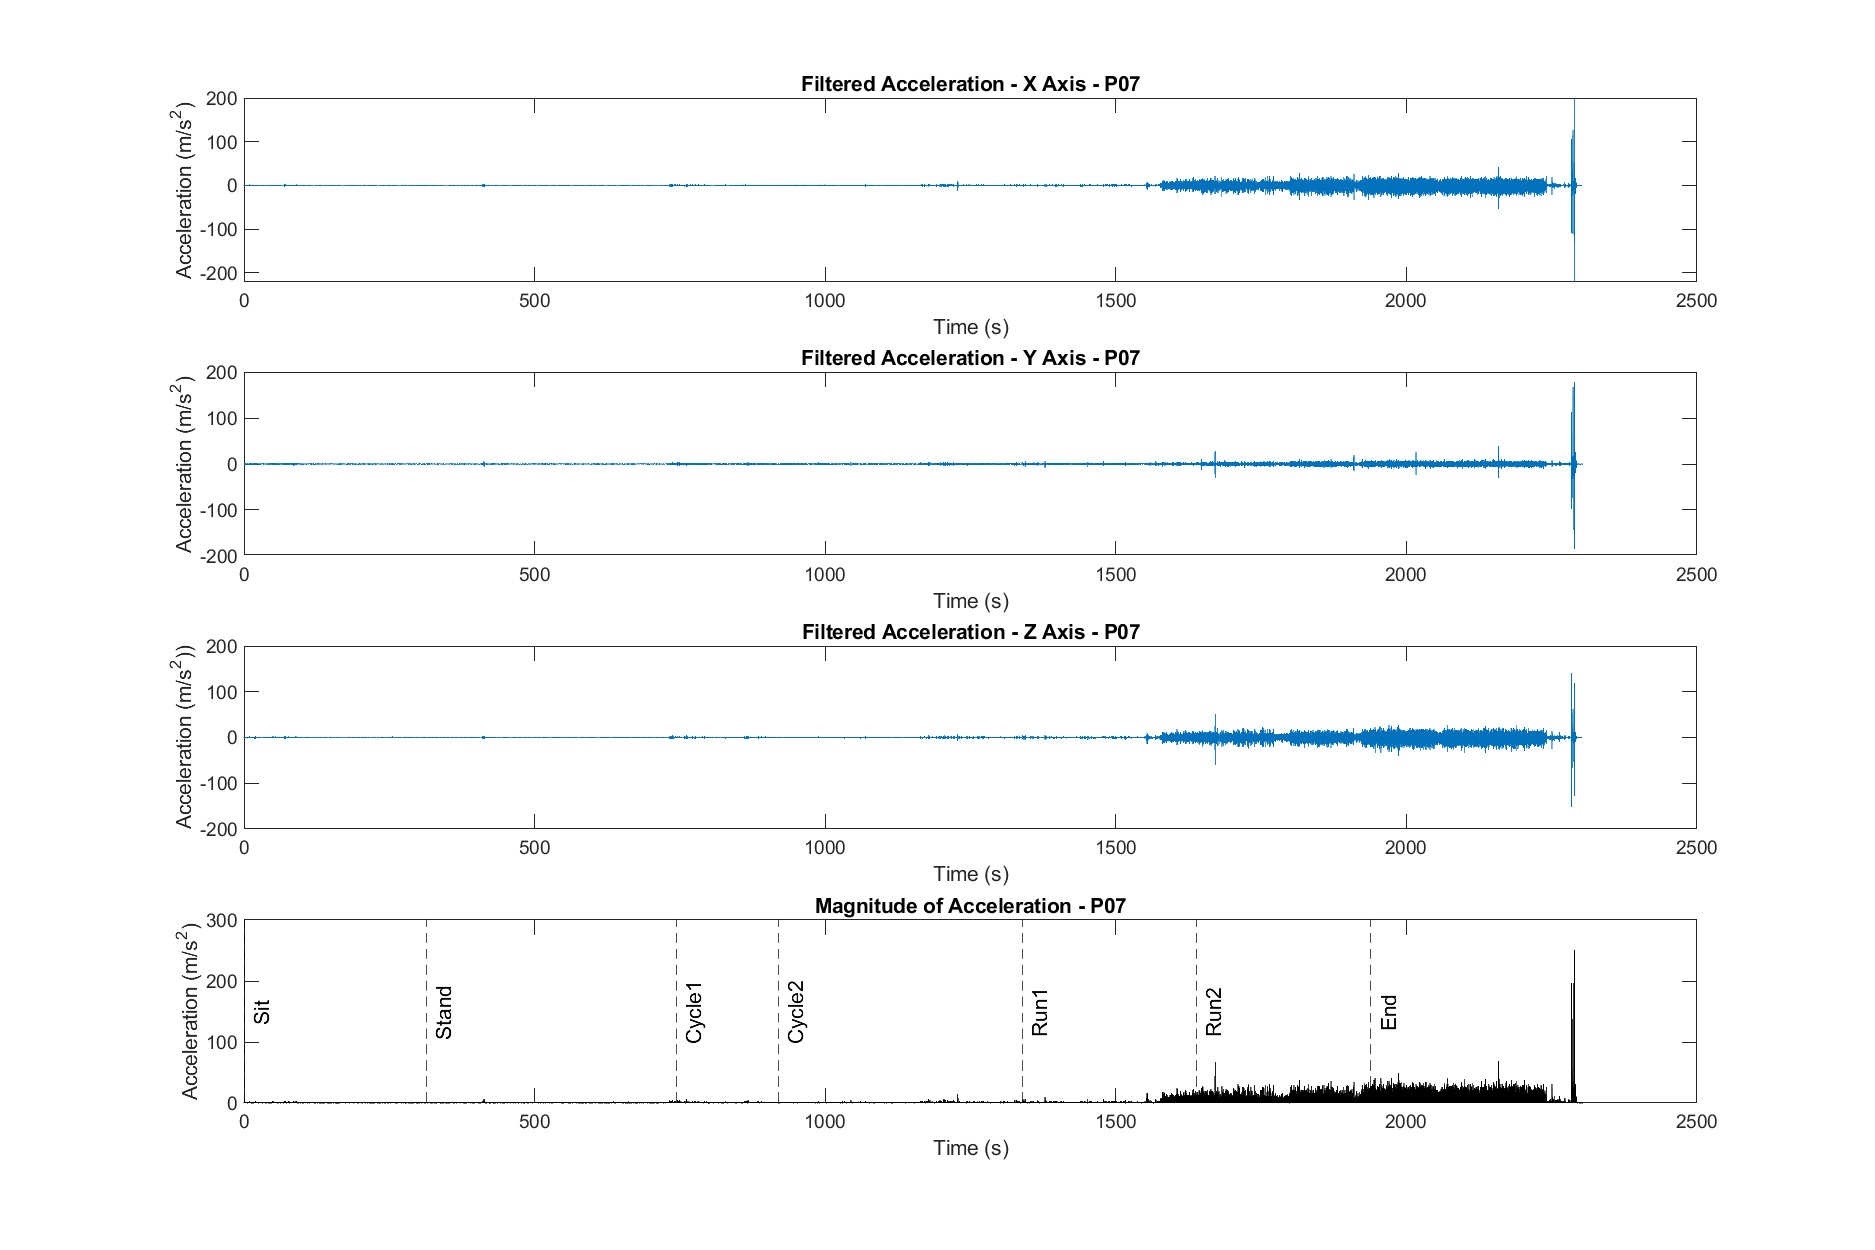 Filtered Acceleration - X Axis - P07
Acceleration (m/s²)
200
100
0
-100
-200
0 500 1000 1500 2000 2500
Time (s)
Filtered Acceleration - Y Axis - P07
Acceleration (m/s²)
200
100
0
-100
-200
0 500 1000 1500 2000 2500
Time (s)
Filtered Acceleration - Z Axis - P07
Acceleration (m/s²))
200
100
0
-100
-200
0 500 1000 1500 2000 2500
Time (s)
Magnitude of Acceleration - P07
Acceleration (m/s²)
300
200
100
0
Sit
Stand
Cycle1
Cycle2
Run1
Run2
End
0 500 1000 1500 2000 2500
Time (s)